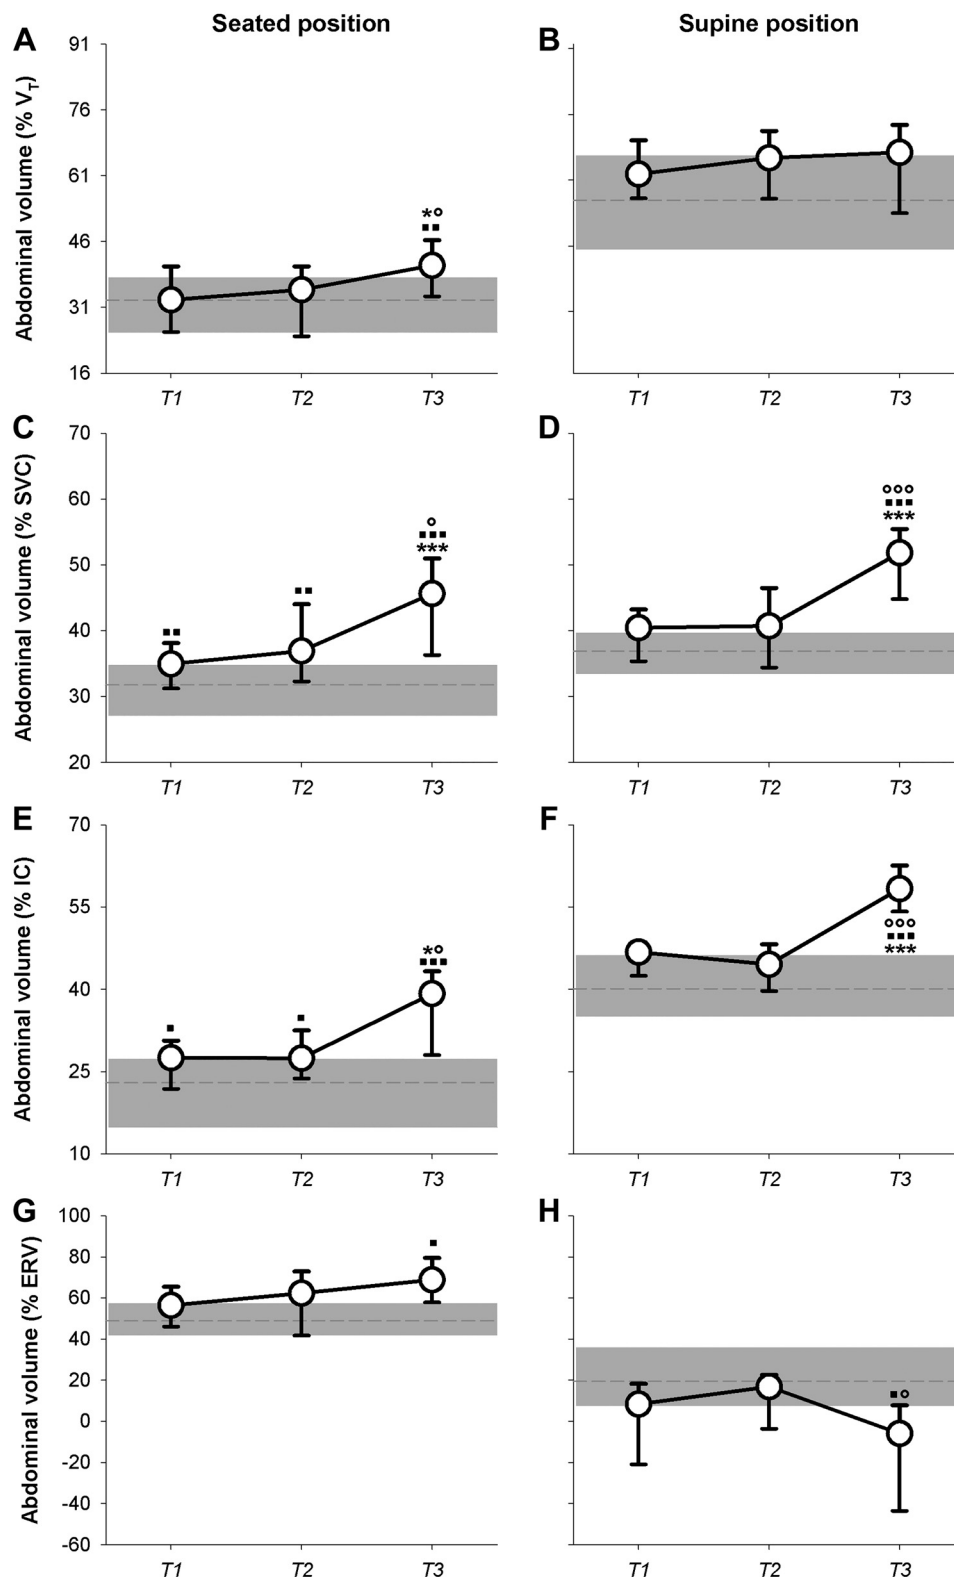 Seated position
Supine position
A
B
Abdominal volume (% VT)
91
76
61
46
31
16
*°
▪▪
T1 T2 T3
T1 T2 T3
C
D
Abdominal volume (% SVC)
70
60
50
40
30
20
▪▪
▪▪
°
▪▪▪
***
°°°
▪▪▪
***
T1 T2 T3
T1 T2 T3
E
F
Abdominal volume (% IC)
70
55
40
25
10
▪
▪
*°
▪▪▪
°°°
▪▪▪
***
T1 T2 T3
T1 T2 T3
G
H
Abdominal volume (% ERV)
100
80
60
40
20
0
-20
-40
-60
▪
▪°
T1 T2 T3
T1 T2 T3